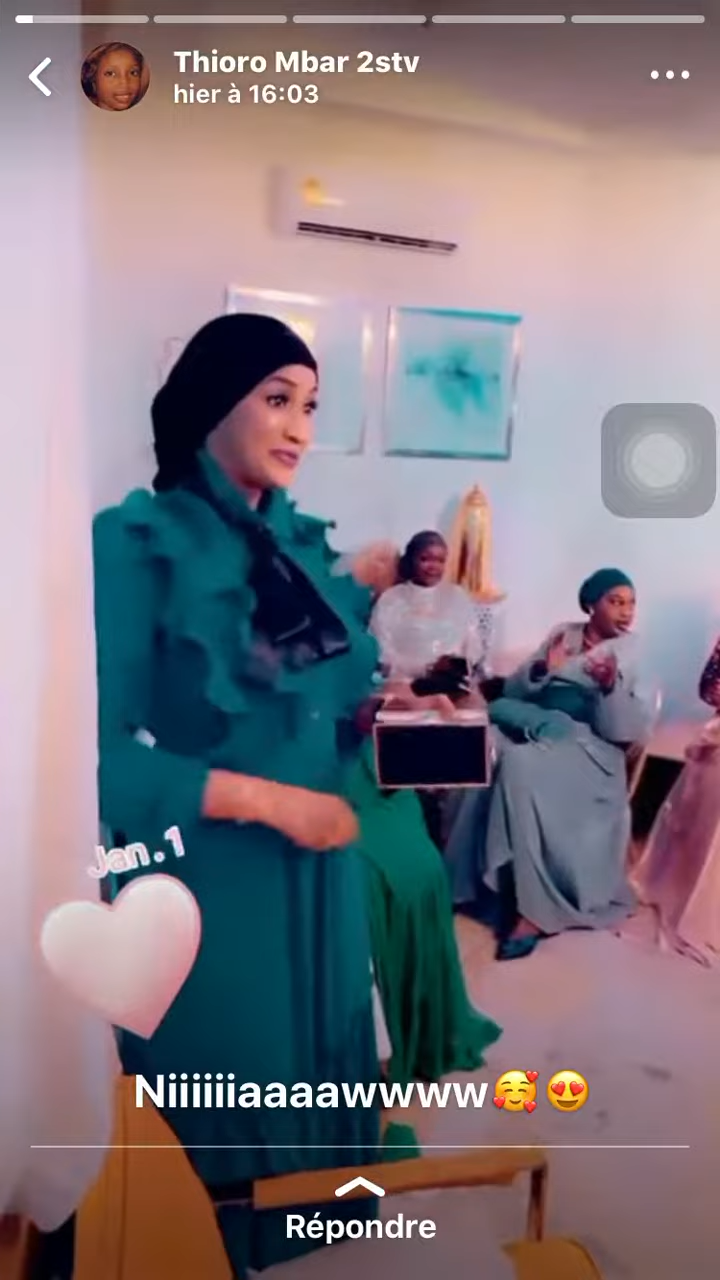 Thioro Mbar 2stv
hier à 16:03
Jan.1
Niiiiiiaaaawwww🥰😍
Répondre